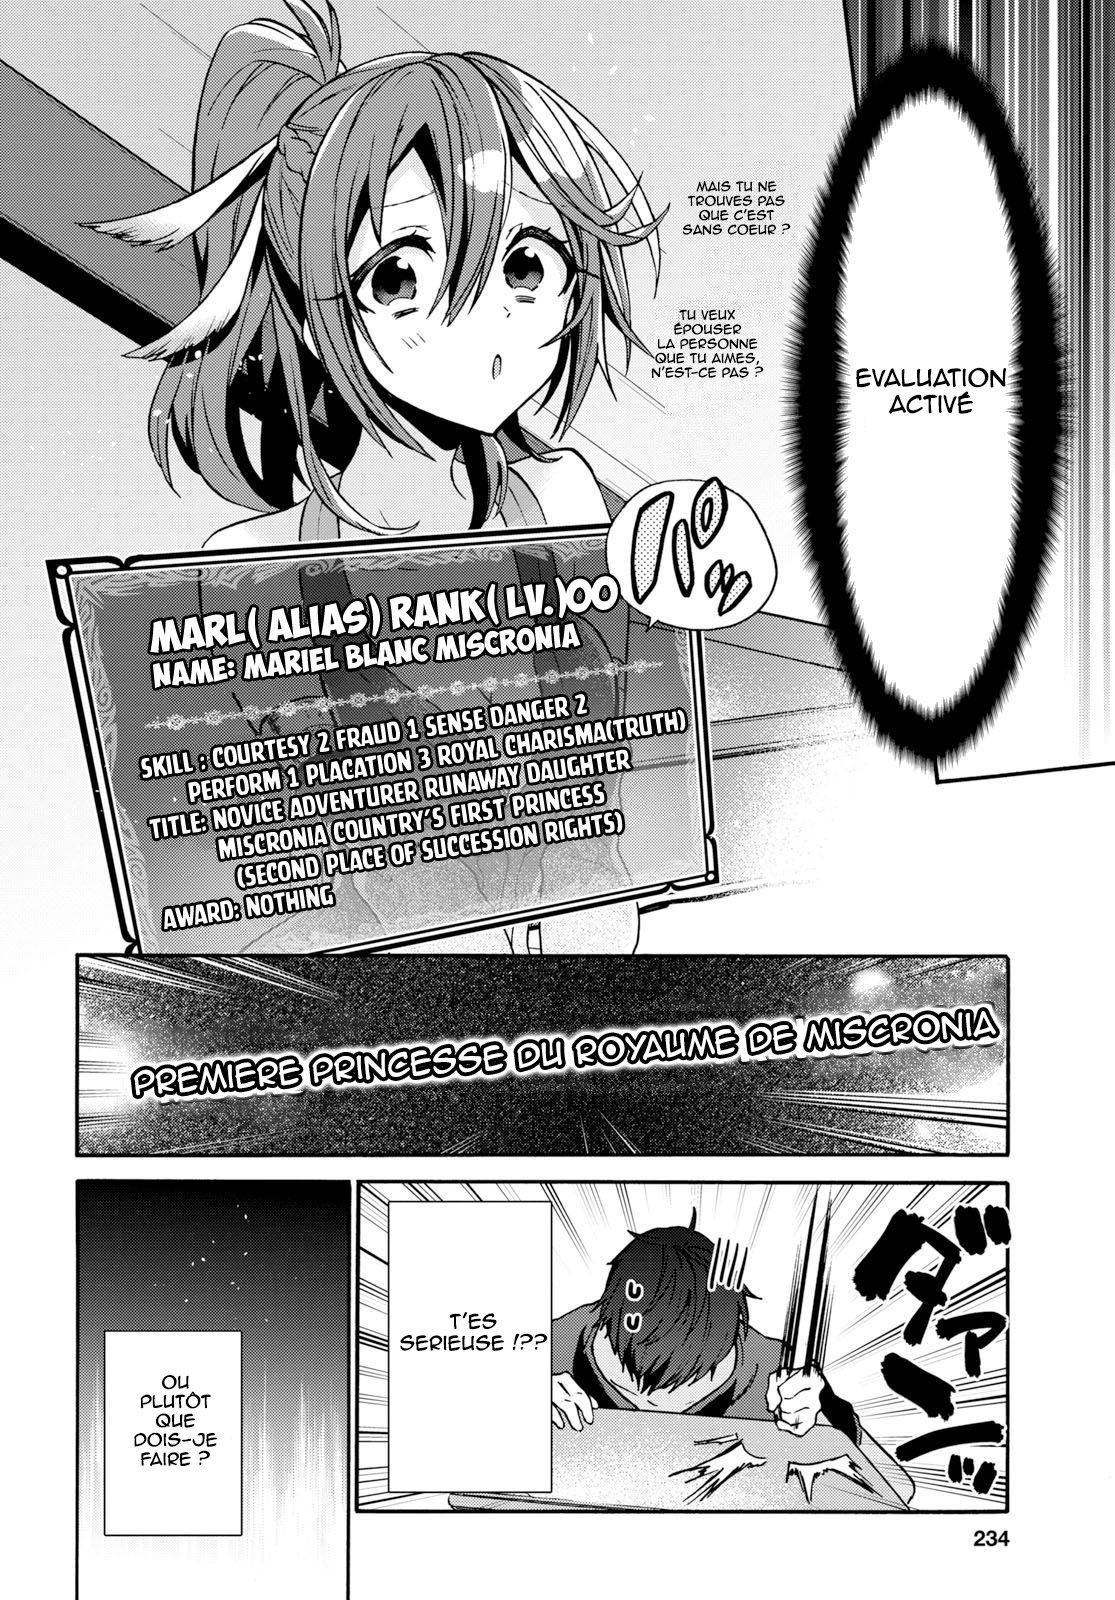 EVALUATION
ACTIVÉ
MAIS TU NE
TROUVES PAS
QUE C'EST
SANS COEUR ?
TU VEUX
ÉPOUSER
LA PERSONNE
QUE TU AIMES,
N'EST-CE PAS ?
パッ
MARL( ALIAS) RANK( LV.)00
NAME: MARIEL BLANC MISCRONIA
SKILL : COURTESY 2 FRAUD 1 SENSE DANGER 2
PERFORM 1 PLACATION 3 ROYAL CHARISMA(TRUTH)
TITLE: NOVICE ADVENTURER RUNAWAY DAUGHTER
MISCRONIA COUNTRY'S FIRST PRINCESS
(SECOND PLACE OF SUCCESSION RIGHTS)
AWARD: NOTHING
PREMIERE PRINCESSE DU ROYAUME DE MISCRONIA
ダァンッ
T'ES
SERIEUSE !??
OU
PLUTÔT
QUE
DOIS-JE
FAIRE ?
234